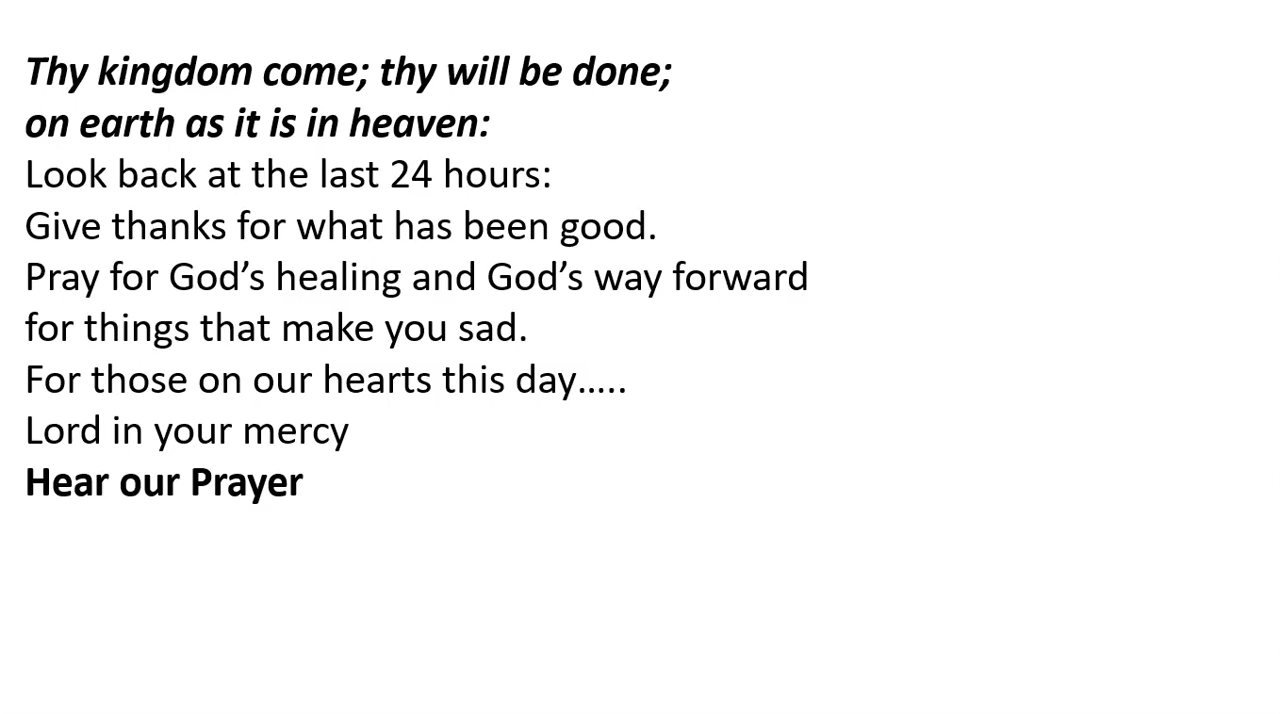 Thy kingdom come; thy will be done;
on earth as it is in heaven:
Look back at the last 24 hours:
Give thanks for what has been good.
Pray for God’s healing and God’s way forward
for things that make you sad.
For those on our hearts this day…..
Lord in your mercy
Hear our Prayer